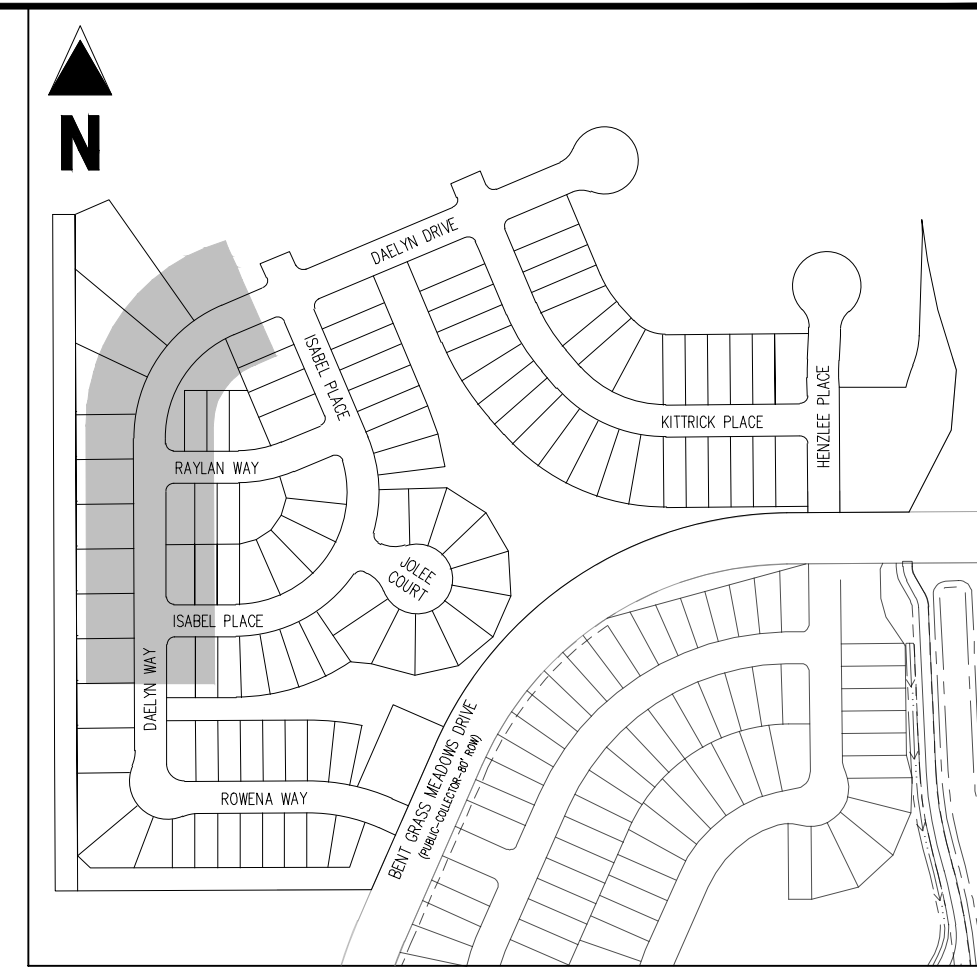 N
DAELYN DRIVE
ISABEL PLACE
HENZLEE PLACE
KITTRICK PLACE
RAYLAN WAY
JOLEE
COURT
ISABEL PLACE
DAELYN WAY
BENT GRASS MEADOWS DRIVE
(PUBLIC-COLLECTOR-80' ROW)
ROWENA WAY